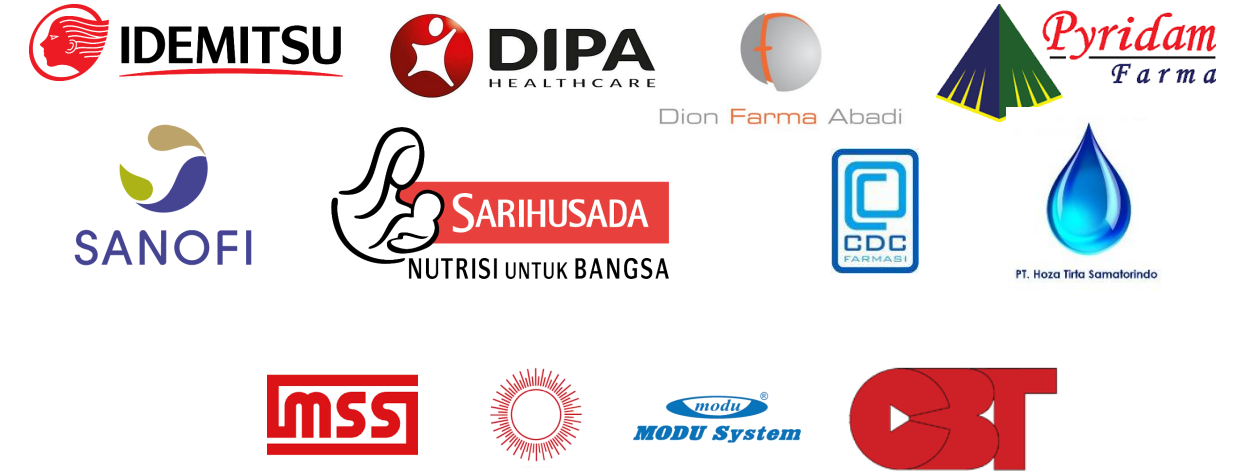 IDEMITSU
DIPA
HEALTHCARE
Dion Farma Abadi
Pyridam
Farma
SANOFI
SARIHUSADA
NUTRISI UNTUK BANGSA
CDC
FARMASI
PT. Hoza Tirta Samatorindo
MSS
modu ®
MODU System
CBT